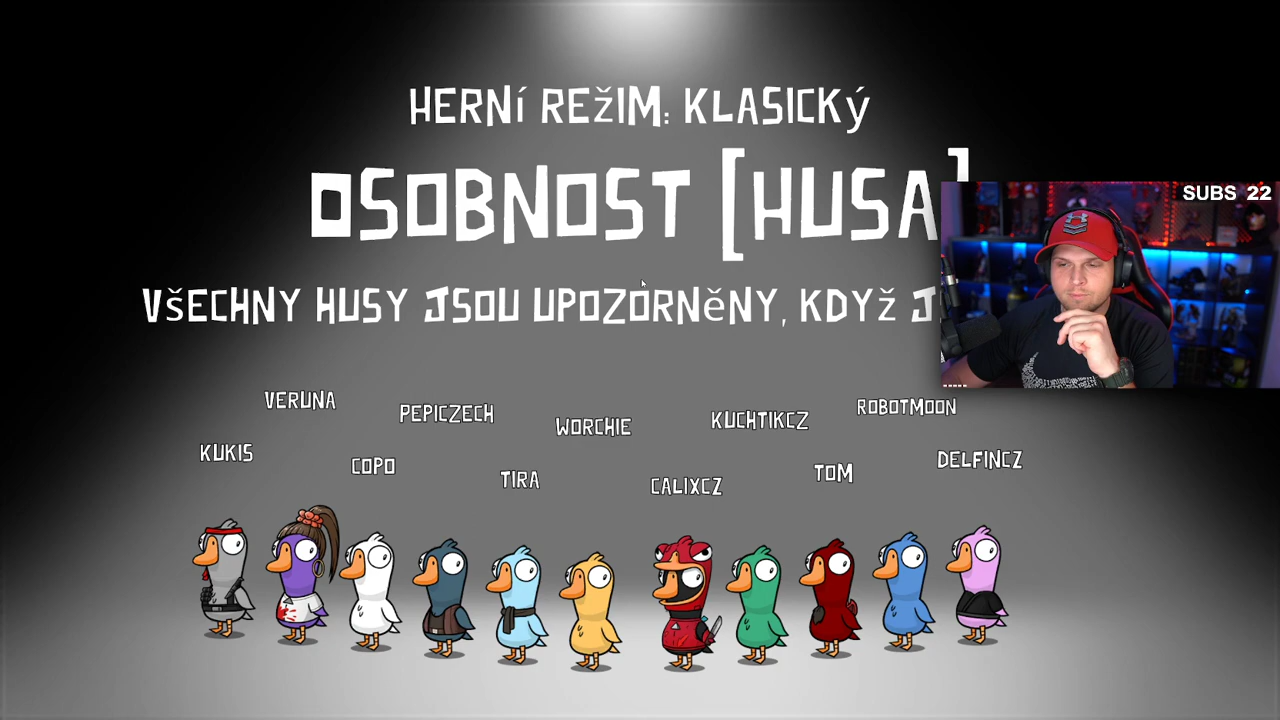 HERNÍ REŽIM: KLASICKÝ
OSOBNOST [HUSA]
SUBS 22
VŠECHNY HUSY JSOU UPOZORNĚNY, KDYŽ
VERUNA
PEPICZECH
WORCHIE
KUCHTIKCZ
ROBOTMOON
KUKIS
COPO
TIRA
CALIXCZ
TOM
DELFINCZ